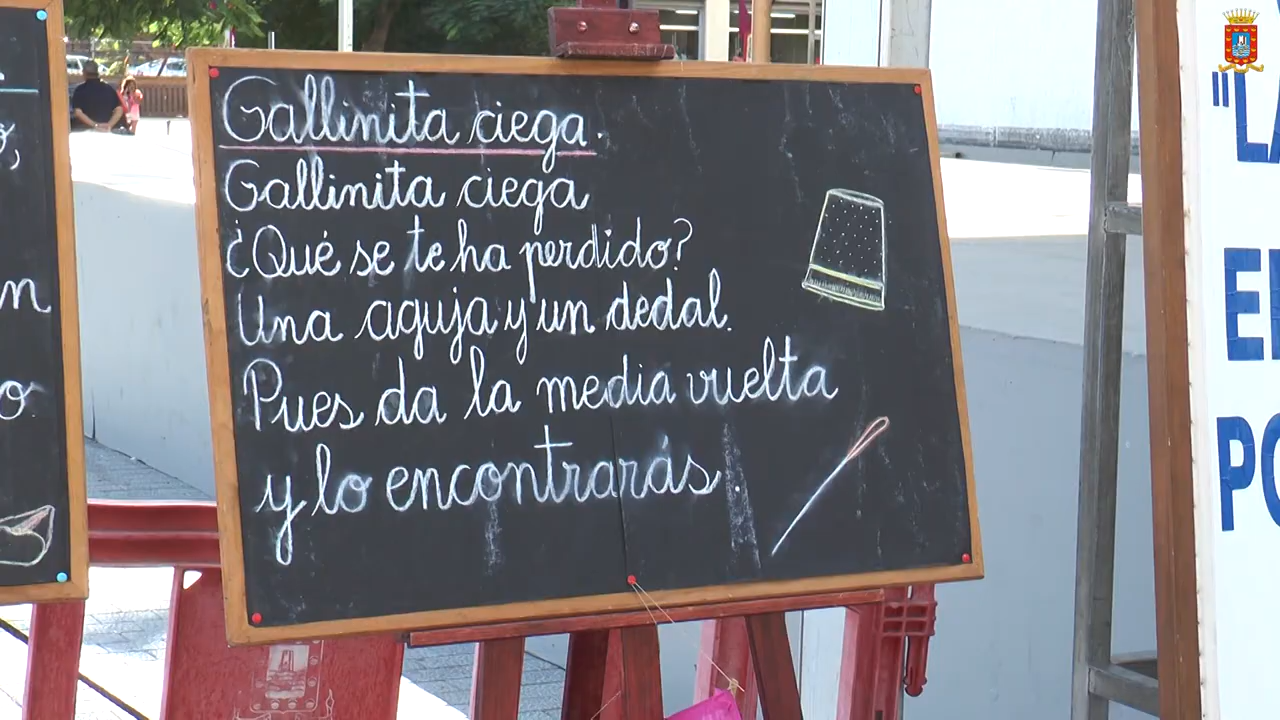 Gallinita ciega.
Gallinita ciega
¿Qué se te ha perdido?
Una aguja y un dedal.
Pues da la media vuelta
y lo encontrarás